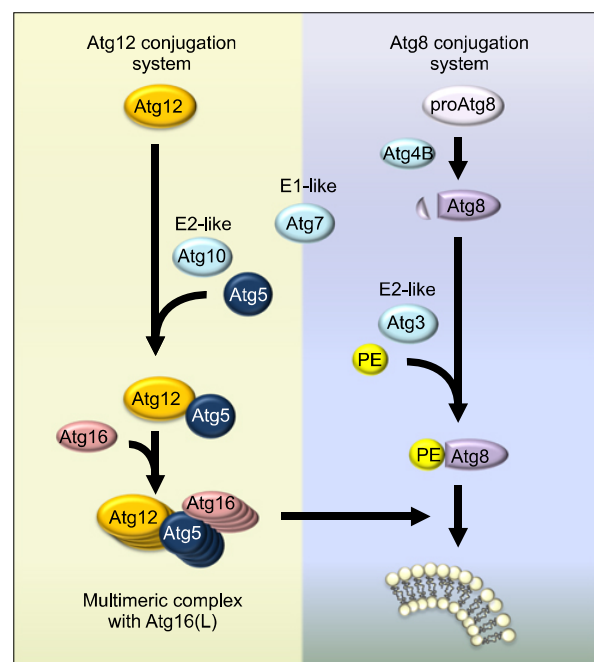 Atg12 conjugation
system
Atg12
E1-like
Atg7
E2-like
Atg10
Atg5
Atg12
Atg5
Atg16
Atg16
Atg12
Atg5
Multimeric complex
with Atg16(L)
Atg8 conjugation
system
proAtg8
Atg4B
Atg8
E2-like
Atg3
PE
PE
Atg8